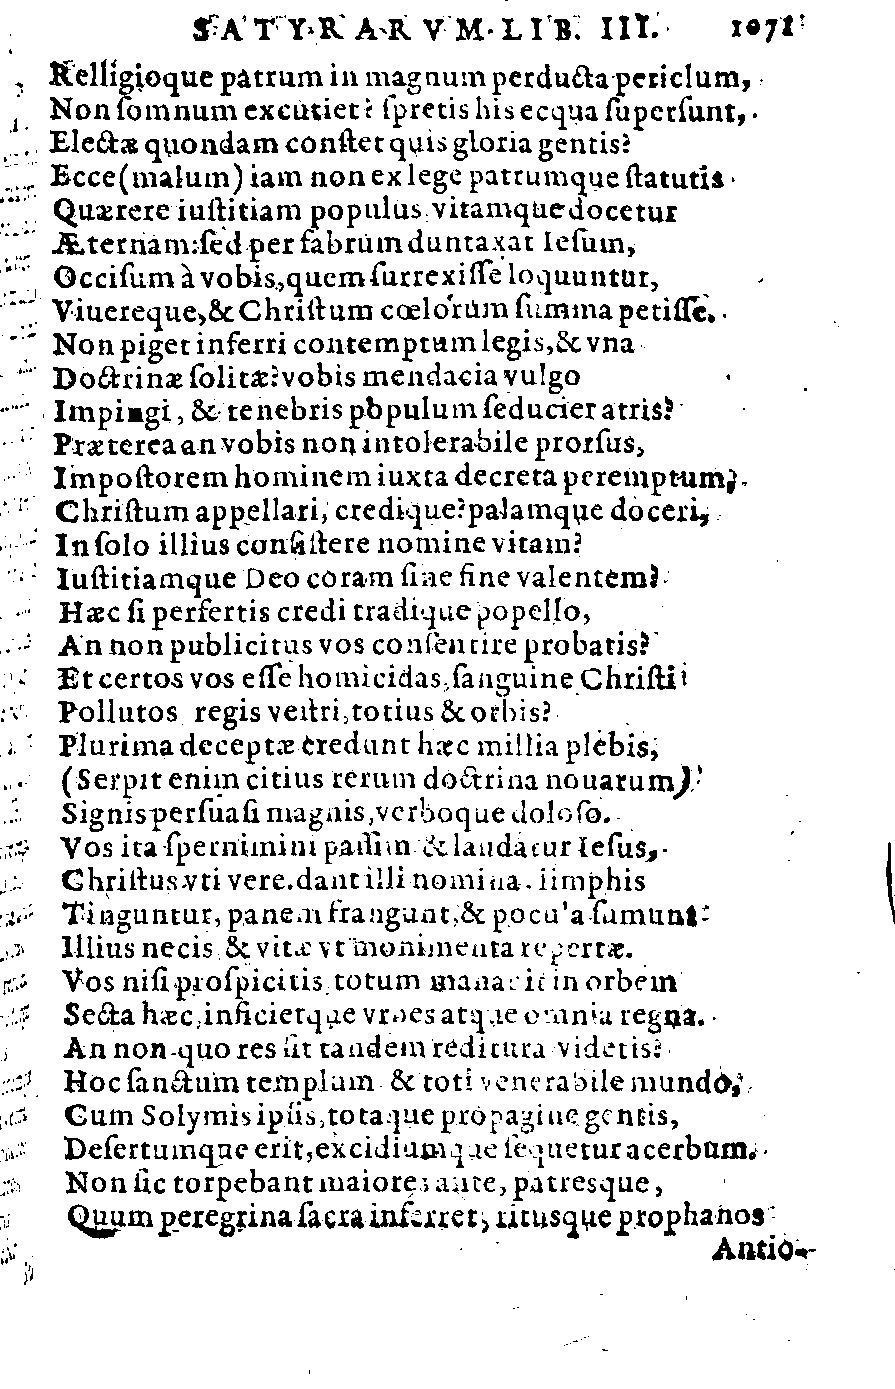 SATYRARVM. LIB. III. 1071
Relligioque patrum in magnum perducta periclum,
Non ſomnum excutiet? ſpretis his ecqua ſuperſunt,
Electæ quondam conſtet quis gloria gentis?
Ecce (malum) iam non ex lege patrumque ſtatutis
Quærere iuſtitiam populus vitamque docetur
Æternam: ſed per fabrum duntaxat Ieſum,
Occiſum à vobis, quem ſurrexiſſe loquuntur,
Viuereque, & Chriſtum cœlorum ſumma petiſſe.
Non piget inferri contemptum legis, & vna
Doctrinæ ſolitæ? vobis mendacia vulgo
Impingi, & tenebris populum ſeducier atris?
Præterea an vobis non intolerabile prorſus,
Impoſtorem hominem iuxta decreta peremptum,
Chriſtum appellari, credique? palamque doceri,
In ſolo illius conſiſtere nomine vitam?
Iuſtitiamque Deo coram ſine fine valentem?
Hæc ſi perfertis credi tradique popello,
An non publicitus vos conſentire probatis?
Et certos vos eſſe homicidas, ſanguine Chriſti
Pollutos regis veſtri, totius & orbis?
Plurima deceptæ credunt hæc millia plebis,
(Serpit enim citius rerum doctrina nouarum)
Signis perſuaſi magnis, verboque doloſo.
Vos ita ſpernimini paſſim & laudatur Ieſus,
Chriſtus vti vere. dant illi nomina. limphis
Tinguntur, panem frangunt, & pocu'a ſumunt
Illius necis & vitæ vt monimenta repertæ.
Vos niſi proſpicitis, totum manabit in orbem
Secta hæc, inficietque vrbes atque omnia regna.
An non quo res ſit tandem reditura videtis?
Hoc ſanctum templum & toti venerabile mundo,
Cum Solymis ipſis, totaque propagine gentis,
Deſertumque erit, excidiumque ſequetur acerbum.
Non ſic torpebant maiores ante, patresque,
Quum peregrina ſacra inferret, ritusque prophanos
Antio-